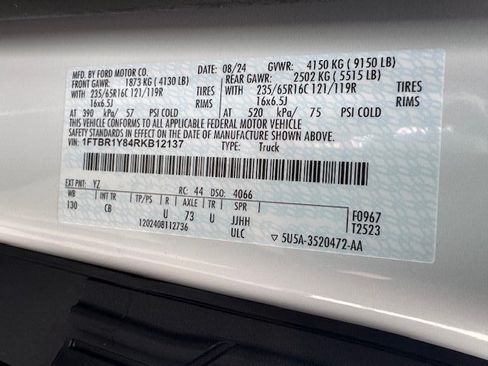 MFD. BY FORD MOTOR CO. DATE: 08/24 GVWR: 4150 KG ( 9150 LB)
FRONT GAWR: 1873 KG ( 4130 LB) REAR GAWR: 2502 KG ( 5515 LB)
WITH 235/65R16C 121/119R TIRES WITH 235/65R16C 121/119R TIRES
16x6.5J RIMS 16x6.5J RIMS
AT 390 kPa/ 57 PSI COLD AT 520 kPa/ 75 PSI COLD
THIS VEHICLE CONFORMS TO ALL APPLICABLE FEDERAL MOTOR VEHICLE
SAFETY STANDARDS IN EFFECT ON THE DATE OF MANUFACTURE SHOWN ABOVE.
VIN: 1FTBR1Y84RKB12137 TYPE: Truck
EXT PNT: YZ RC: 44 DSO: 4066
WB INT TR TP/PS R AXLE TR SPR F0967
130 CB U 73 U JJHH T2523
1202408112736 ULC ▽ 5U5A-3520472-AA